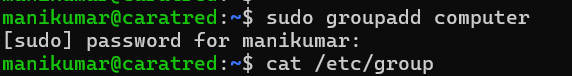 manikumar@caratred:~$ sudo groupadd computer
[sudo] password for manikumar:
manikumar@caratred:~$ cat /etc/group